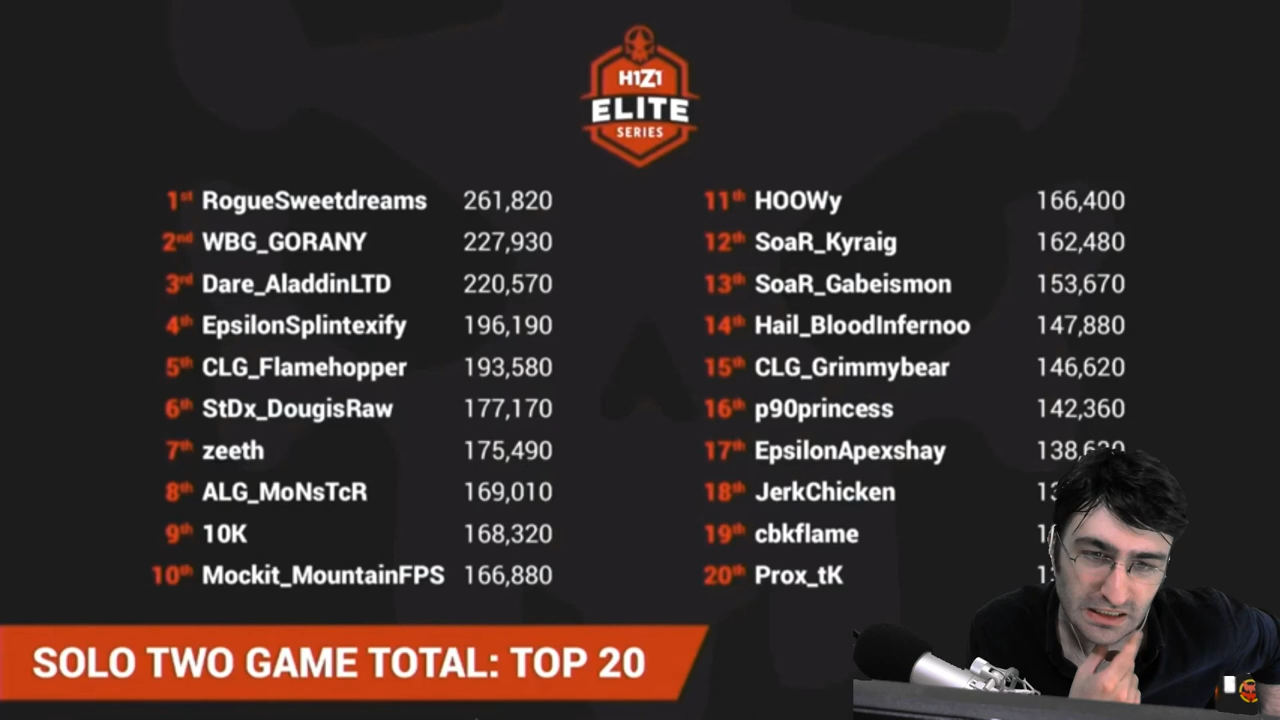 H1Z1
ELITE
SERIES
1st RogueSweetdreams 261,820
2nd WBG_GORANY 227,930
3rd Dare_AladdinLTD 220,570
4th EpsilonSplintexify 196,190
5th CLG_Flamehopper 193,580
6th StDx_DougisRaw 177,170
7th zeeth 175,490
8th ALG_MoNsTcR 169,010
9th 10K 168,320
10th Mockit_MountainFPS 166,880
11th HOOWy 166,400
12th SoaR_Kyraig 162,480
13th SoaR_Gabeismon 153,670
14th Hail_BloodInfernoo 147,880
15th CLG_Grimmybear 146,620
16th p90princess 142,360
17th EpsilonApexshay
18th JerkChicken
19th cbkflame
20th Prox_tK
SOLO TWO GAME TOTAL: TOP 20